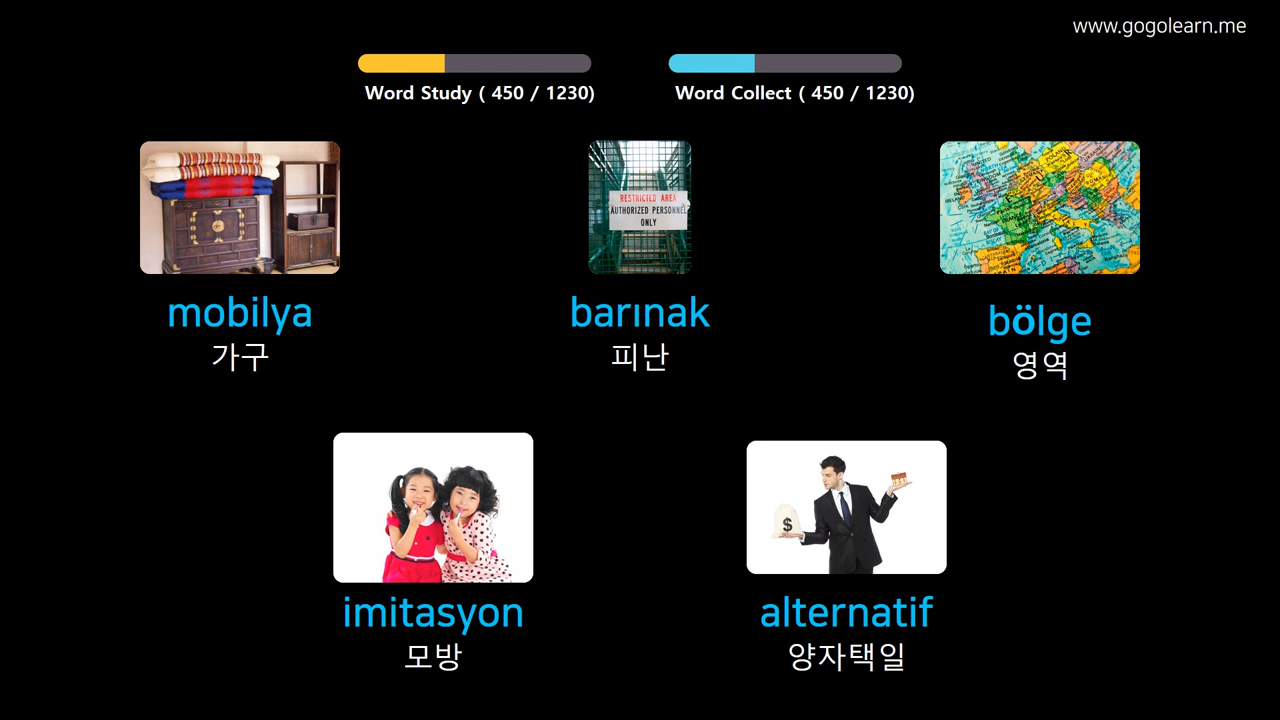 www.gogolearn.me
Word Study ( 450 / 1230)
Word Collect ( 450 / 1230)
RESTRICTED AREA
AUTHORIZED PERSONNEL
ONLY
mobilya
가구
barınak
피난
bölge
영역
$
imitasyon
모방
alternatif
양자택일